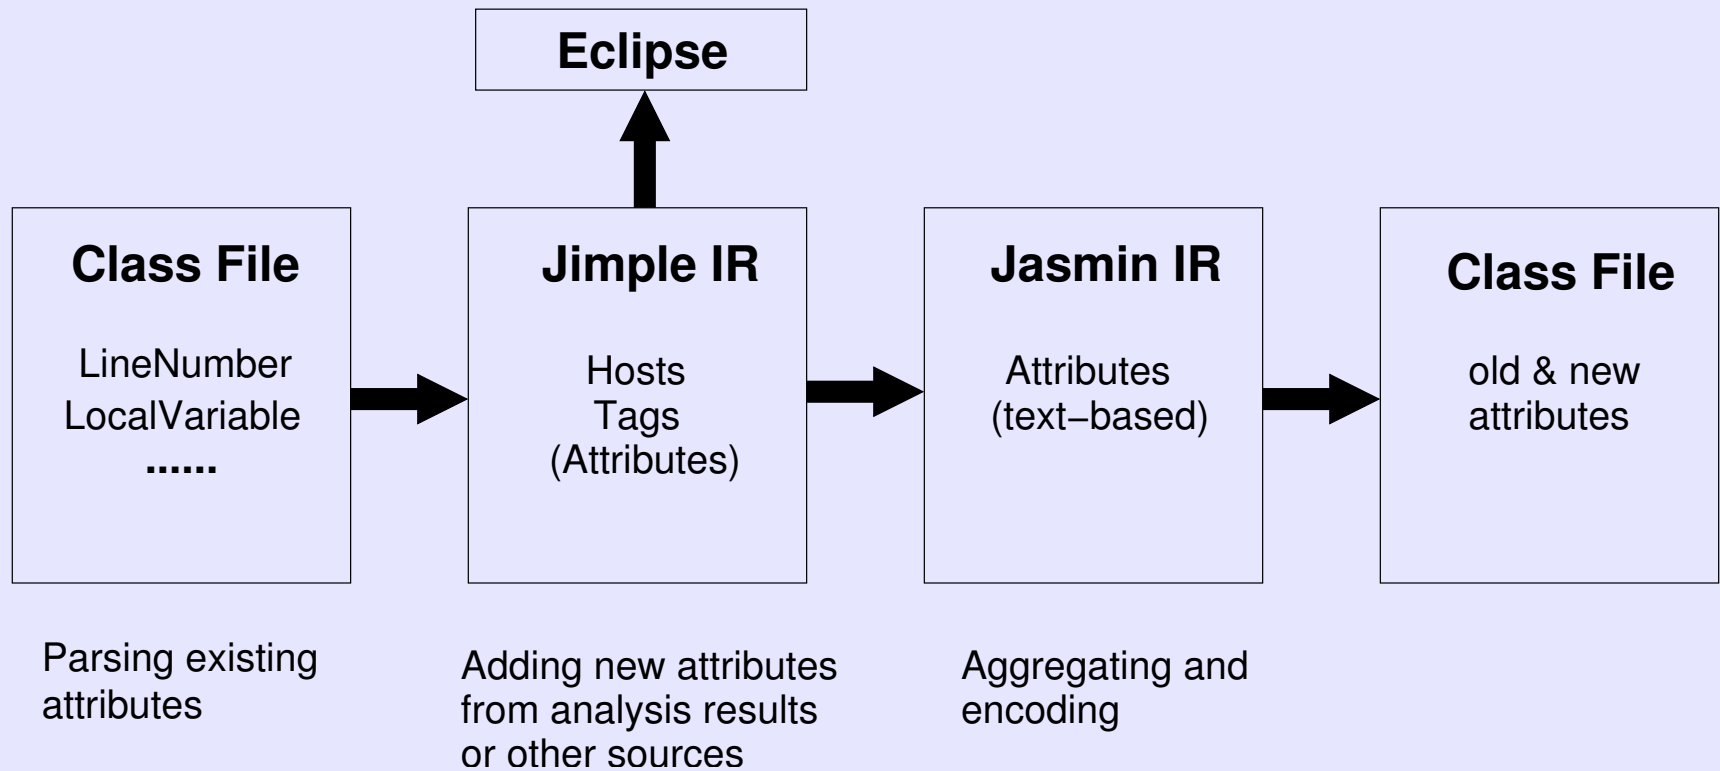 Eclipse
Class File
LineNumber
LocalVariable
......
Parsing existing
attributes
Jimple IR
Hosts
Tags
(Attributes)
Adding new attributes
from analysis results
or other sources
Jasmin IR
Attributes
(text−based)
Aggregating and
encoding
Class File
old & new
attributes